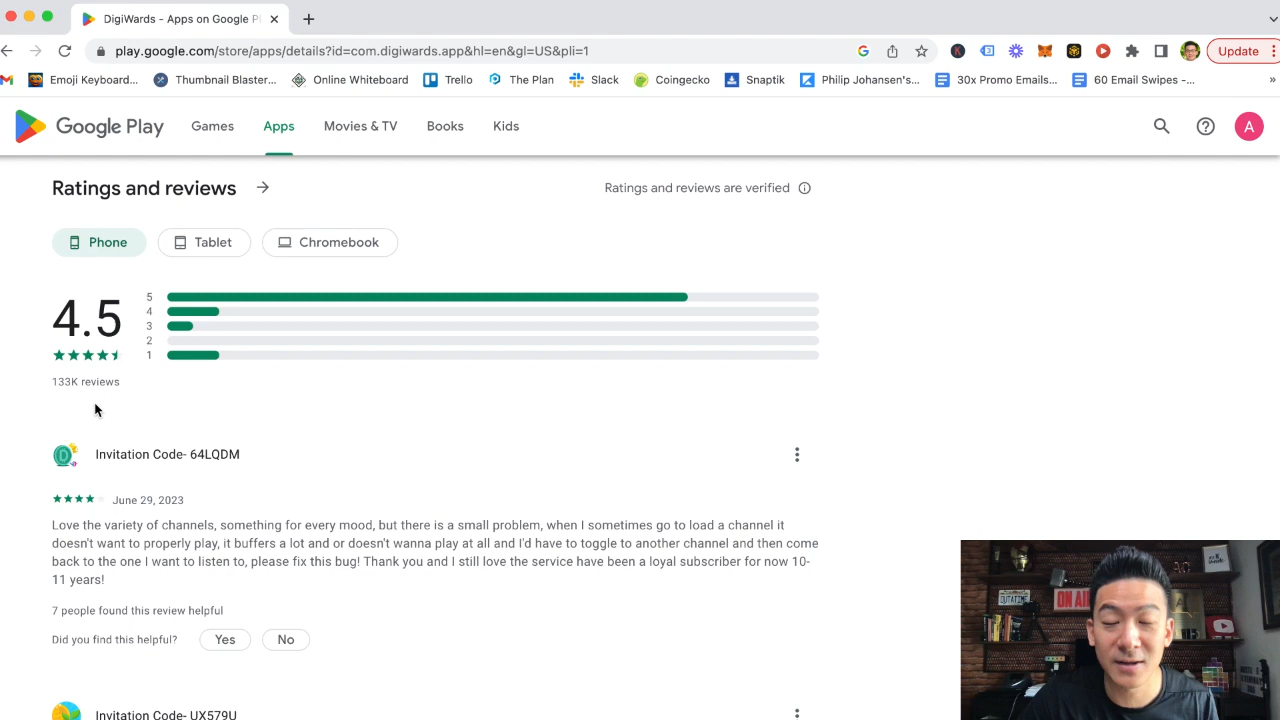 DigiWards - Apps on Google Pl
play.google.com/store/apps/details?id=com.digiwards.app&hl=en&gl=US&pli=1
Update
Emoji Keyboard... Thumbnail Blaster... Online Whiteboard Trello The Plan Slack Coingecko Snaptik Philip Johansen's... 30x Promo Emails... 60 Email Swipes -... »
Google Play Games Apps Movies & TV Books Kids A
Ratings and reviews Ratings and reviews are verified
Phone Tablet Chromebook
5
4
3
2
1
4.5
133K reviews
Invitation Code- 64LQDM
June 29, 2023
Love the variety of channels, something for every mood, but there is a small problem, when I sometimes go to load a channel it
doesn't want to properly play, it buffers a lot and or doesn't wanna play at all and I'd have to toggle to another channel and then come
back to the one I want to listen to, please fix this bug! Thank you and I still love the service have been a loyal subscriber for now 10-
11 years!
7 people found this review helpful
Did you find this helpful? Yes No
Invitation Code- UX579U
OUTATIME
ON AI